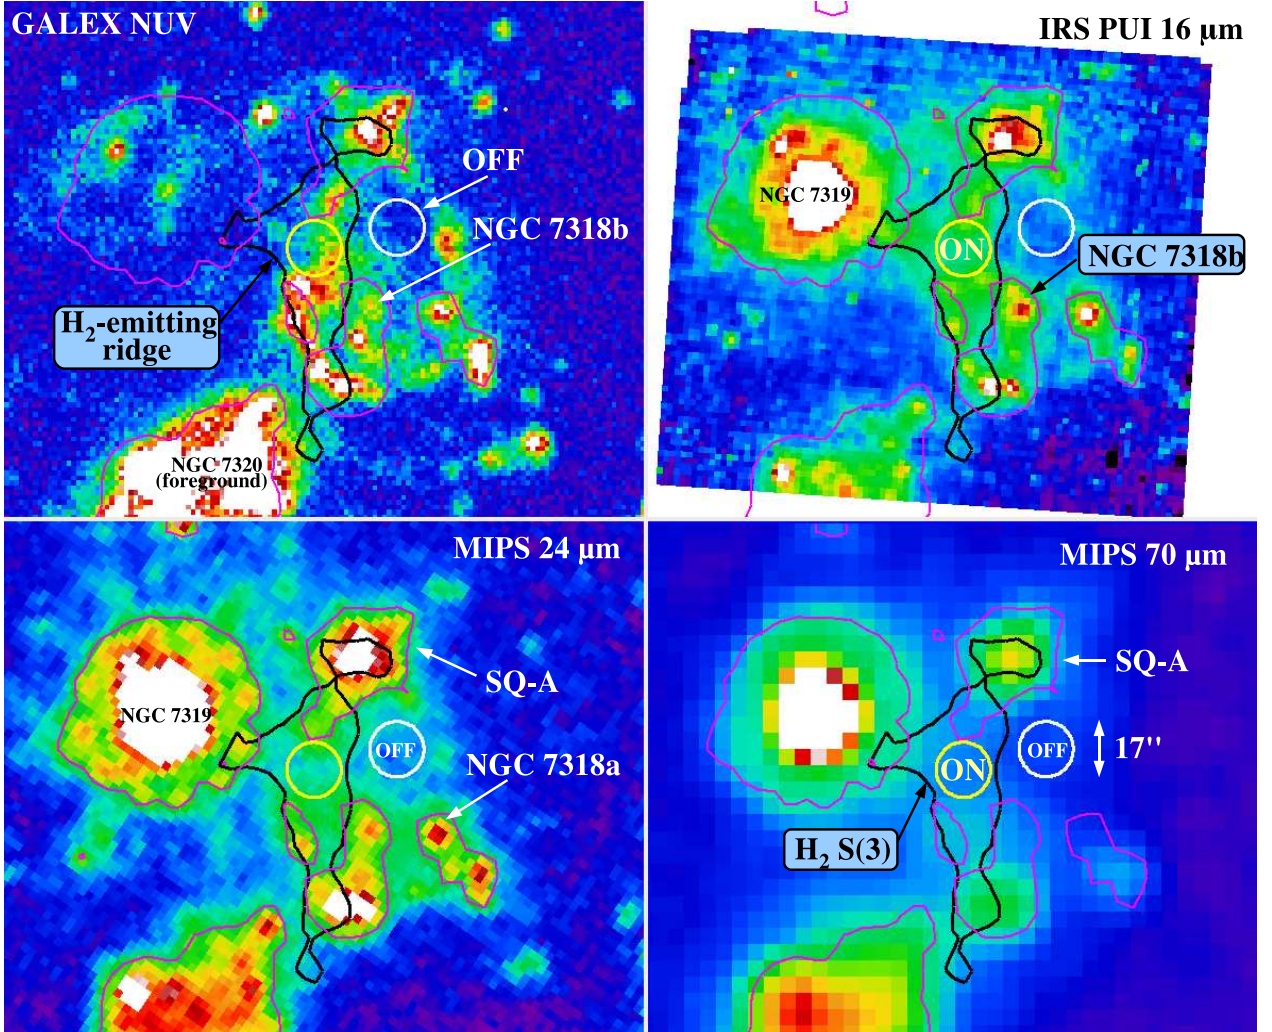 GALEX NUV
OFF
NGC 7318b
H2-emitting
ridge
NGC 7320
(foreground)
IRS PUI 16 µm
NGC 7319
ON
NGC 7318b
MIPS 24 µm
SQ-A
NGC 7319
OFF
NGC 7318a
MIPS 70 µm
SQ-A
OFF
17"
ON
H2 S(3)